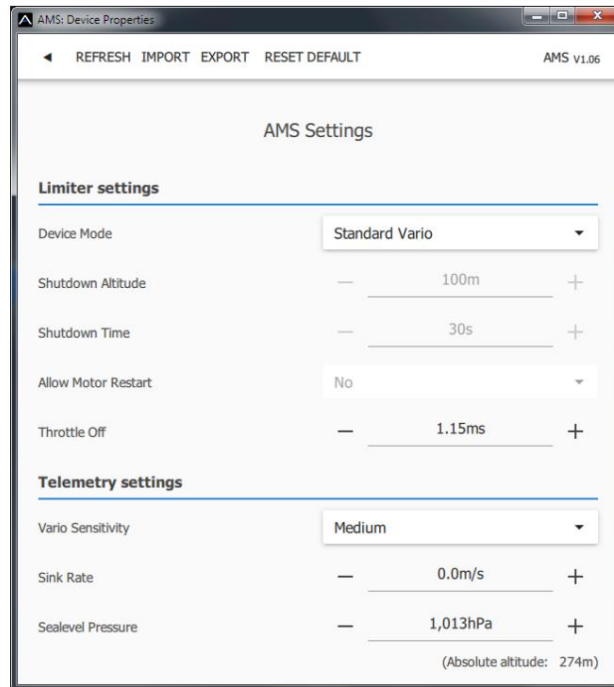 AMS: Device Properties
REFRESH IMPORT EXPORT RESET DEFAULT AMS V1.06
AMS Settings
Limiter settings
Device Mode Standard Vario
Shutdown Altitude — 100m +
Shutdown Time — 30s +
Allow Motor Restart No
Throttle Off — 1.15ms +
Telemetry settings
Vario Sensitivity Medium
Sink Rate — 0.0m/s +
Sealevel Pressure — 1,013hPa +
(Absolute altitude: 274m)